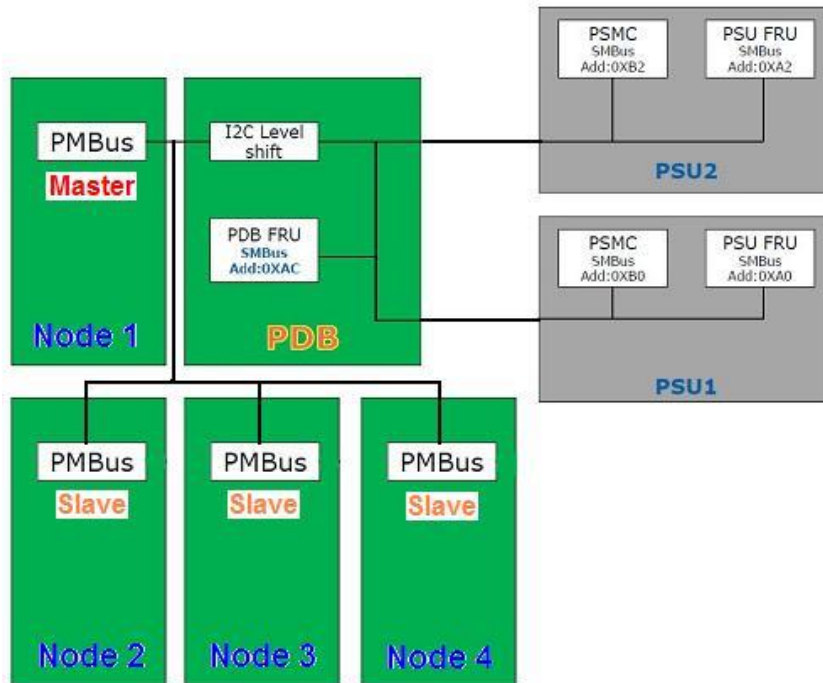 PMBus
Master
Node 1
I2C Level
shift
PDB FRU
SMBus
Add:0XAC
PDB
PSMC
SMBus
Add:0XB2
PSU FRU
SMBus
Add:0XA2
PSU2
PSMC
SMBus
Add:0XB0
PSU FRU
SMBus
Add:0XA0
PSU1
PMBus
Slave
Node 2
PMBus
Slave
Node 3
PMBus
Slave
Node 4